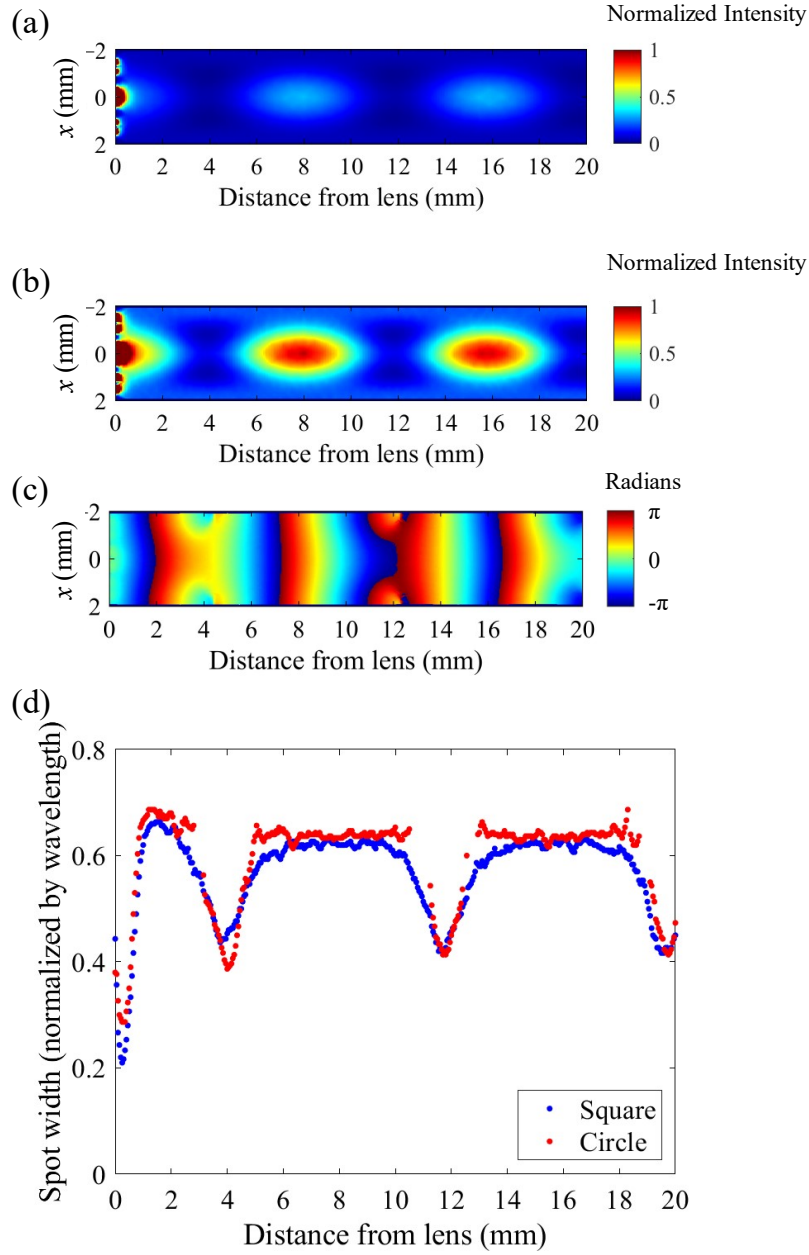 (a)
Normalized Intensity
-2
0
2
x (mm)
0 2 4 6 8 10 12 14 16 18 20
Distance from lens (mm)
1
0.5
0
(b)
Normalized Intensity
-2
0
2
x (mm)
0 2 4 6 8 10 12 14 16 18 20
Distance from lens (mm)
1
0.5
0
(c)
Radians
-2
0
2
x (mm)
0 2 4 6 8 10 12 14 16 18 20
Distance from lens (mm)
π
0
-π
(d)
Spot width (normalized by wavelength)
0.8
0.6
0.4
0.2
0
0 2 4 6 8 10 12 14 16 18 20
Distance from lens (mm)
Square
Circle